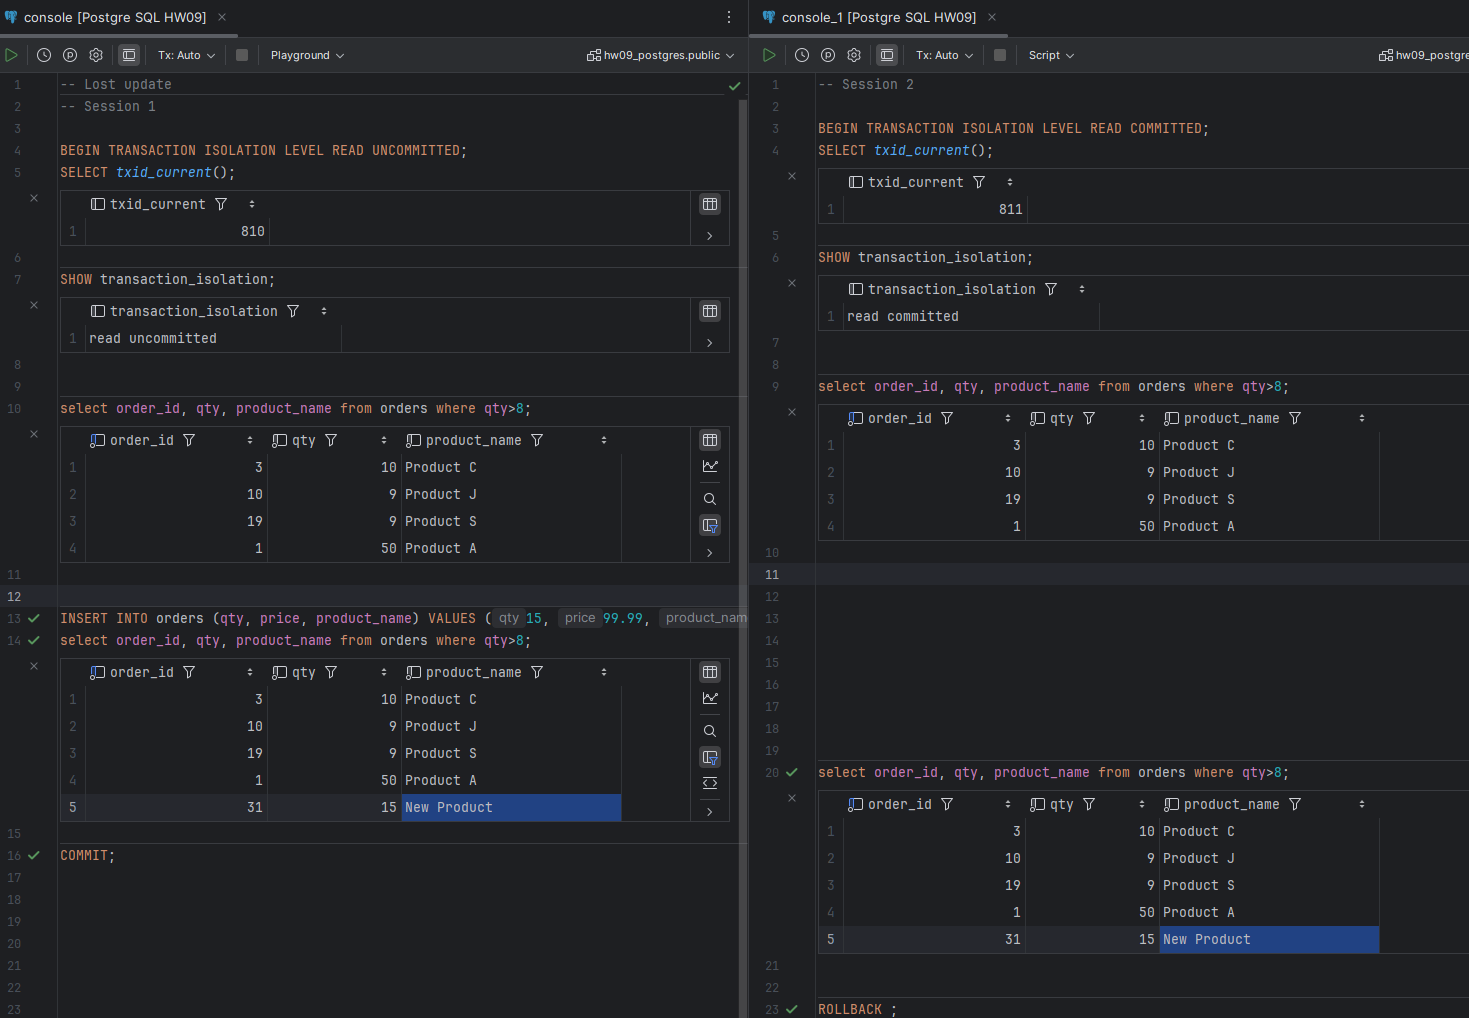 console [Postgre SQL HW09]
Tx: Auto
Playground
hw09_postgres.public
1 -- Lost update
2 -- Session 1
3
4 BEGIN TRANSACTION ISOLATION LEVEL READ UNCOMMITTED;
5 SELECT txid_current();
txid_current
1 810
6
7 SHOW transaction_isolation;
transaction_isolation
1 read uncommitted
8
9
10 select order_id, qty, product_name from orders where qty>8;
order_id qty product_name
1 3 10 Product C
2 10 9 Product J
3 19 9 Product S
4 1 50 Product A
11
12
13 INSERT INTO orders (qty, price, product_name) VALUES ( qty 15, price 99.99, product_nam
14 select order_id, qty, product_name from orders where qty>8;
order_id qty product_name
1 3 10 Product C
2 10 9 Product J
3 19 9 Product S
4 1 50 Product A
5 31 15 New Product
15
16 COMMIT;
17
18
19
20
21
22
23
console_1 [Postgre SQL HW09]
Tx: Auto
Script
hw09_postgre
1 -- Session 2
2
3 BEGIN TRANSACTION ISOLATION LEVEL READ COMMITTED;
4 SELECT txid_current();
txid_current
1 811
5
6 SHOW transaction_isolation;
transaction_isolation
1 read committed
7
8
9 select order_id, qty, product_name from orders where qty>8;
order_id qty product_name
1 3 10 Product C
2 10 9 Product J
3 19 9 Product S
4 1 50 Product A
10
11
12
13
14
15
16
17
18
19
20 select order_id, qty, product_name from orders where qty>8;
order_id qty product_name
1 3 10 Product C
2 10 9 Product J
3 19 9 Product S
4 1 50 Product A
5 31 15 New Product
21
22
23 ROLLBACK ;